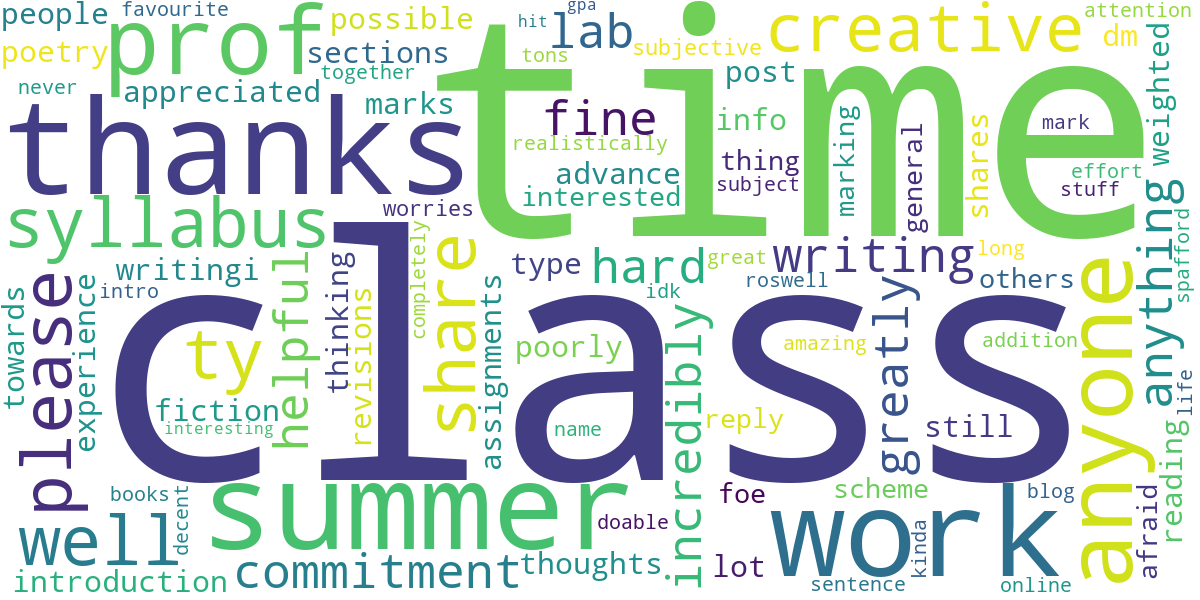 people
favourite
prof
possible
hit
gpa
lab
creative
attention
dm
poetry
sections
tons
subjective
together
never
appreciated
marks
post
weighted
thanks
time
fine
info
mark
realistically
marking
general
shares
thing
advance
subject
effort
stuff
interested
syllabus
worries
anything
spafford
writingi
type
hard
great
writing
long
others
please
experience
towards
intro
helpful
thinking
completely
share
idk
roswell
anyone
class
ty
revisions
poorly
incredibly
amazing
greatly
addition
life
fiction
interesting
assignments
name
reply
still
reading
books
decent
summer
doable
foe
lot
scheme
work
kinda
blog
afraid
well
introduction
commitment
thoughts
sentence
online